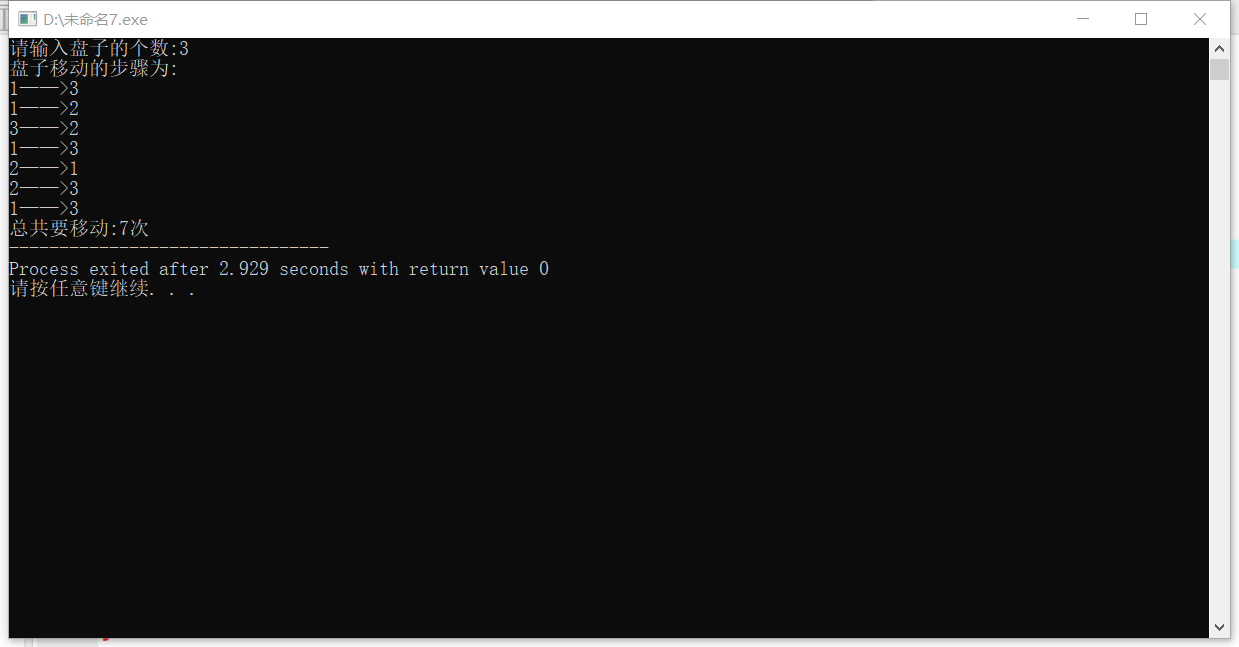 D:\未命名7.exe
请输入盘子的个数:3
盘子移动的步骤为:
1——>3
1——>2
3——>2
1——>3
2——>1
2——>3
1——>3
总共要移动:7次
--------------------------------
Process exited after 2.929 seconds with return value 0
请按任意键继续. . .